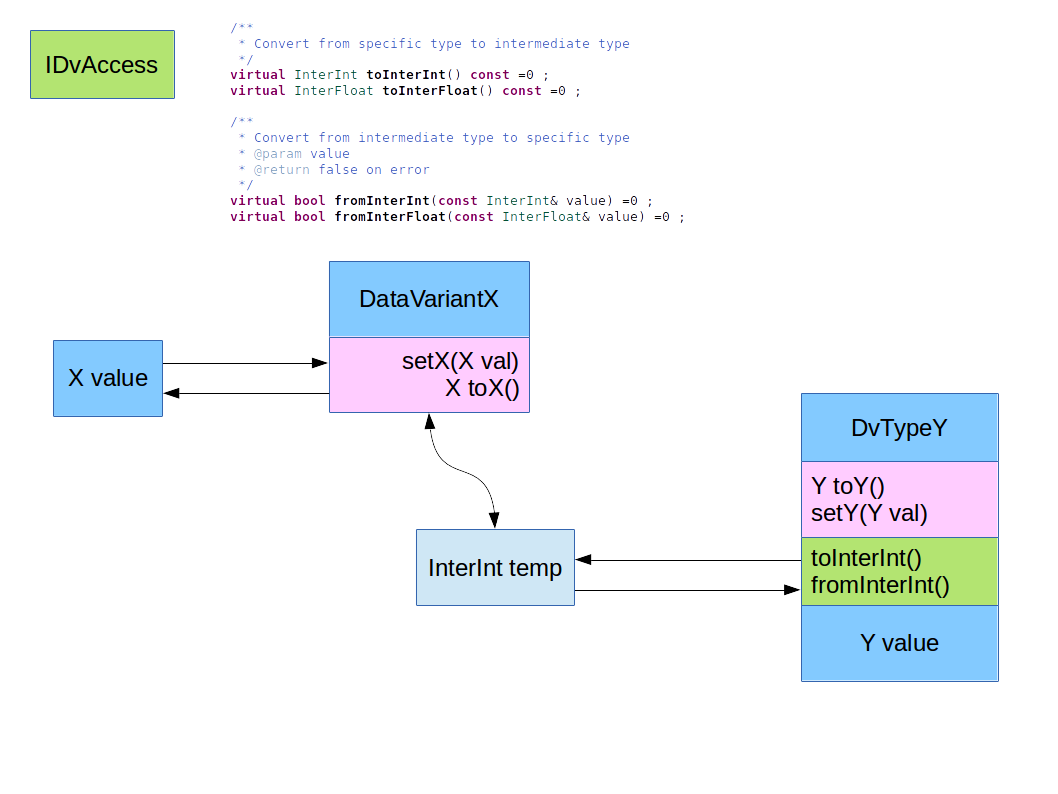 IDvAccess
/**
 * Convert from specific type to intermediate type
 */
virtual InterInt toInterInt() const =0 ;
virtual InterFloat toInterFloat() const =0 ;
/**
 * Convert from intermediate type to specific type
 * @param value
 * @return false on error
 */
virtual bool fromInterInt(const InterInt& value) =0 ;
virtual bool fromInterFloat(const InterFloat& value) =0 ;
DataVariantX
setX(X val)
X toX()
X value
DvTypeY
Y toY()
setY(Y val)
toInterInt()
fromInterInt()
Y value
InterInt temp